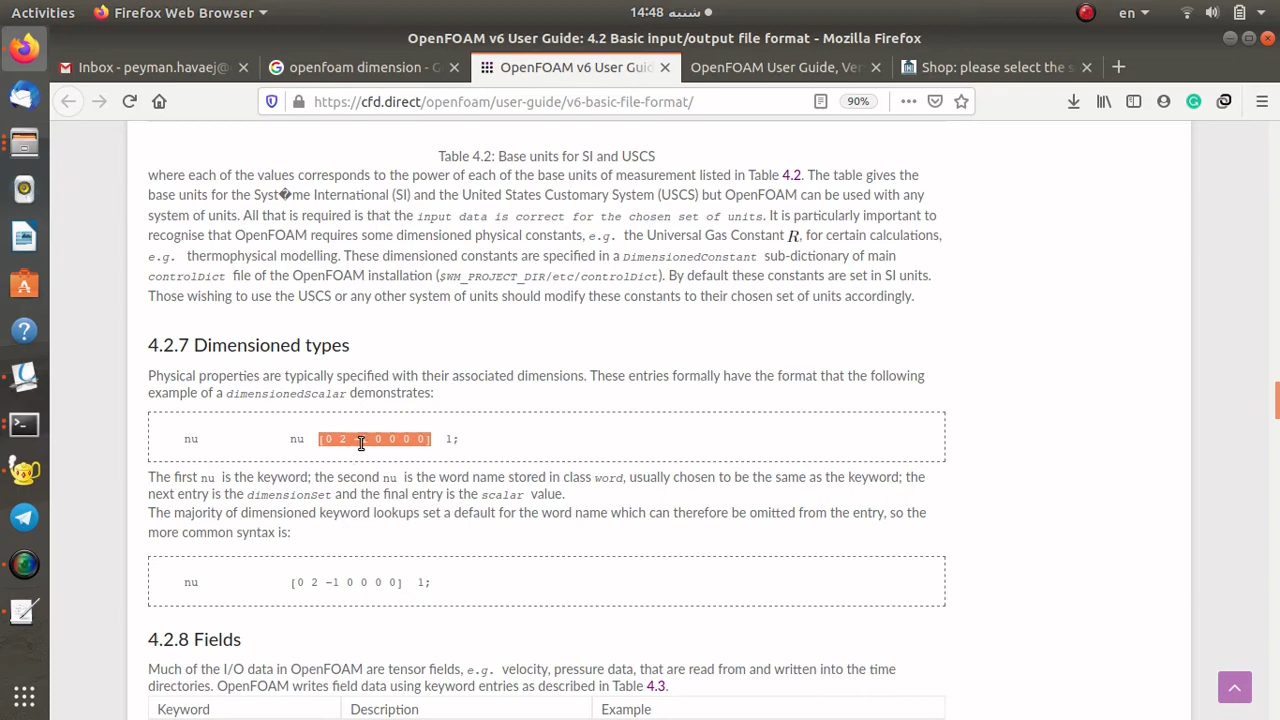 Activities
Firefox Web Browser
14:48 شنبه
en
OpenFOAM v6 User Guide: 4.2 Basic input/output file format - Mozilla Firefox
Inbox - peyman.havaej@
openfoam dimension - G
OpenFOAM v6 User Guid
OpenFOAM User Guide, Ver
Shop: please select the s
https://cfd.direct/openfoam/user-guide/v6-basic-file-format/
90%
Table 4.2: Base units for SI and USCS
where each of the values corresponds to the power of each of the base units of measurement listed in Table 4.2. The table gives the
base units for the Syst�me International (SI) and the United States Customary System (USCS) but OpenFOAM can be used with any
system of units. All that is required is that the input data is correct for the chosen set of units. It is particularly important to
recognise that OpenFOAM requires some dimensioned physical constants, e.g. the Universal Gas Constant R, for certain calculations,
e.g. thermophysical modelling. These dimensioned constants are specified in a DimensionedConstant sub-dictionary of main
controlDict file of the OpenFOAM installation ($WM_PROJECT_DIR/etc/controlDict). By default these constants are set in SI units.
Those wishing to use the USCS or any other system of units should modify these constants to their chosen set of units accordingly.
4.2.7 Dimensioned types
Physical properties are typically specified with their associated dimensions. These entries formally have the format that the following
example of a dimensionedScalar demonstrates:
nu nu [0 2 -1 0 0 0 0] 1;
The first nu is the keyword; the second nu is the word name stored in class word, usually chosen to be the same as the keyword; the
next entry is the dimensionSet and the final entry is the scalar value.
The majority of dimensioned keyword lookups set a default for the word name which can therefore be omitted from the entry, so the
more common syntax is:
nu [0 2 -1 0 0 0 0] 1;
4.2.8 Fields
Much of the I/O data in OpenFOAM are tensor fields, e.g. velocity, pressure data, that are read from and written into the time
directories. OpenFOAM writes field data using keyword entries as described in Table 4.3.
Keyword Description Example